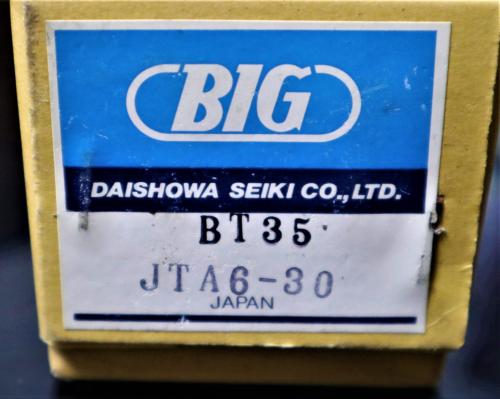 BIG
DAISHOWA SEIKI CO.,LTD.
BT35
JTA6-30
JAPAN